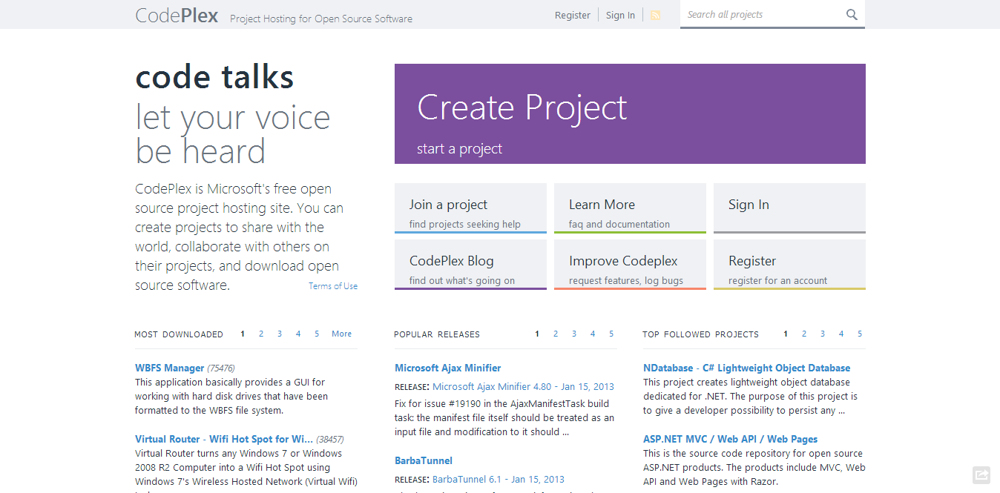 CodePlex Project Hosting for Open Source Software
Register Sign In Search all projects
code talks
let your voice
be heard
CodePlex is Microsoft's free open
source project hosting site. You can
create projects to share with the
world, collaborate with others on
their projects, and download open
source software. Terms of Use
Create Project
start a project
Join a project
find projects seeking help
Learn More
faq and documentation
Sign In
CodePlex Blog
find out what's going on
Improve Codeplex
request features, log bugs
Register
register for an account
MOST DOWNLOADED 1 2 3 4 5 More
WBFS Manager (75476)
This application basically provides a GUI for
working with hard disk drives that have been
formatted to the WBFS file system.
Virtual Router - Wifi Hot Spot for Wi... (38457)
Virtual Router turns any Windows 7 or Windows
2008 R2 Computer into a Wifi Hot Spot using
Windows 7's Wireless Hosted Network (Virtual Wifi)
POPULAR RELEASES 1 2 3 4 5
Microsoft Ajax Minifier
RELEASE: Microsoft Ajax Minifier 4.80 - Jan 15, 2013
Fix for issue #19190 in the AjaxManifestTask build
task: the manifest file itself should be treated as an
input file and modification to it should ...
BarbaTunnel
RELEASE: BarbaTunnel 6.1 - Jan 15, 2013
TOP FOLLOWED PROJECTS 1 2 3 4 5
NDatabase - C# Lightweight Object Database
This project creates lightweight object database
dedicated for .NET. The purpose of this project is
to give a developer possibility to persist any ...
ASP.NET MVC / Web API / Web Pages
This is the source code repository for open source
ASP.NET products. The products include MVC, Web
API and Web Pages with Razor.